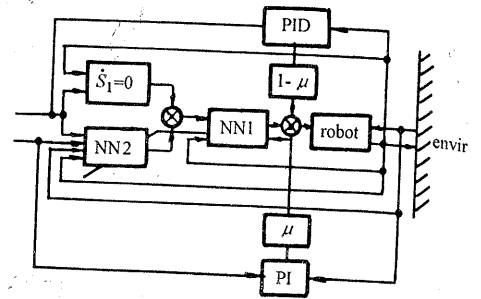 PID
Ṡ₁=0
1- μ
NN2
NN1
robot
envir
μ
PI